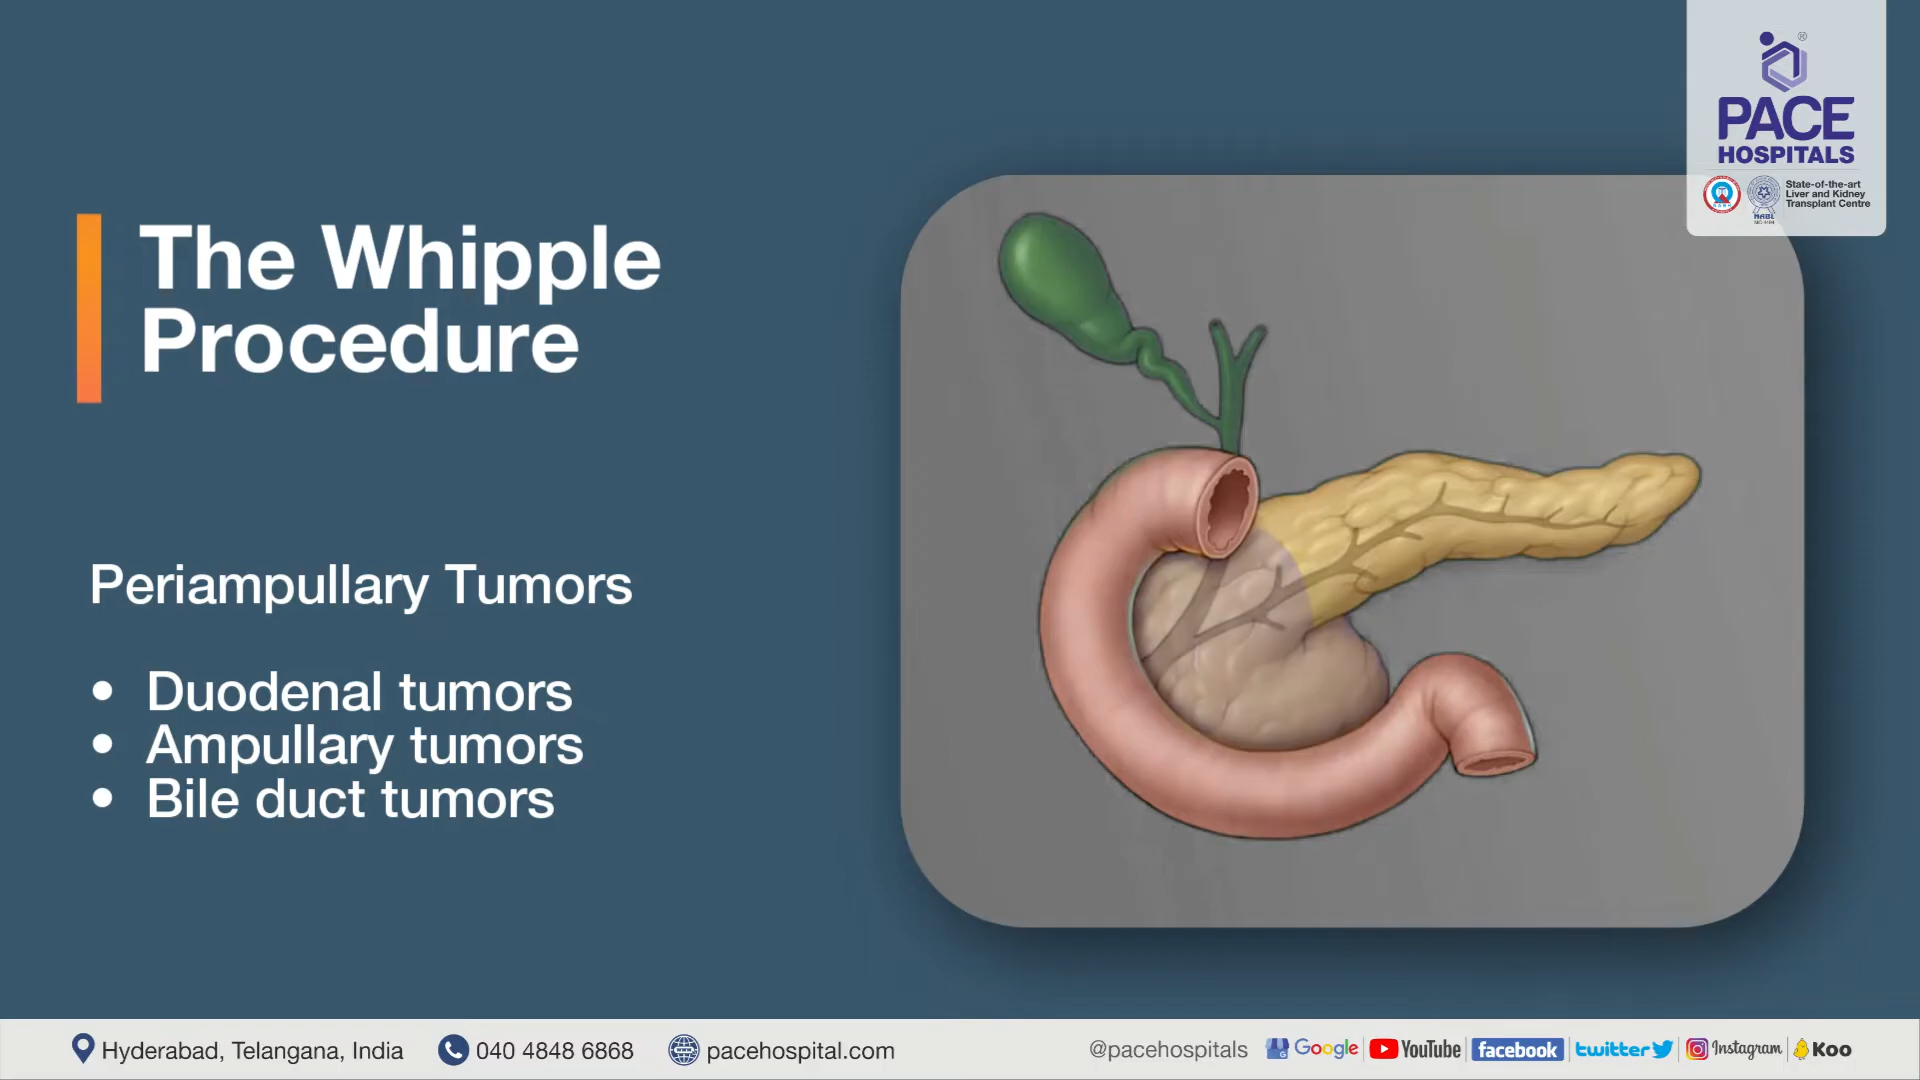 The Whipple
Procedure
Periampullary Tumors
• Duodenal tumors
• Ampullary tumors
• Bile duct tumors
®
PACE
HOSPITALS
NABL
State-of-the-art
Liver and Kidney
Transplant Centre
Hyderabad, Telangana, India
040 4848 6868
pacehospital.com
@pacehospitals
Google
YouTube
facebook
twitter
Instagram
Koo